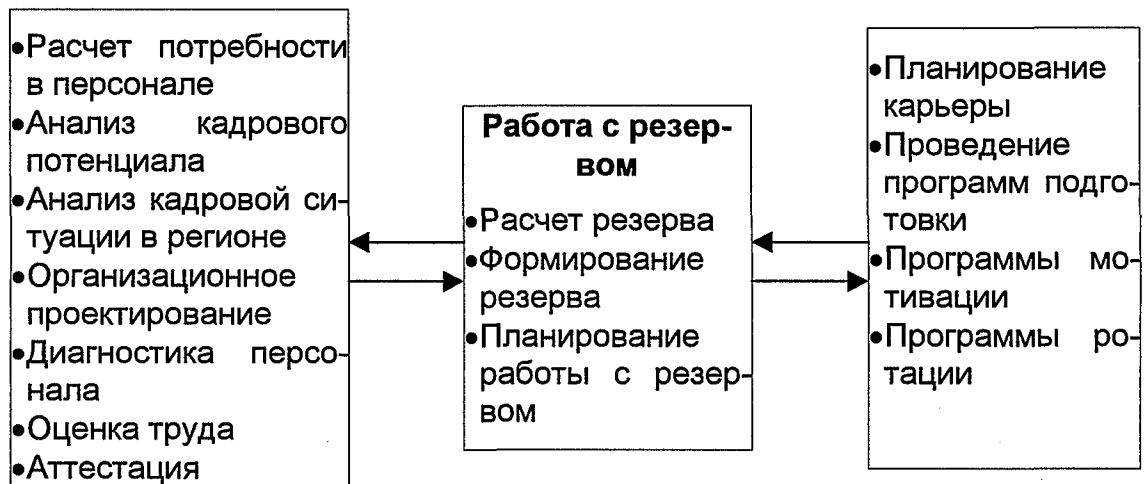 •Расчет потребности
в персонале
•Анализ кадрового
потенциала
•Анализ кадровой си-
туации в регионе
•Организационное
проектирование
•Диагностика персо-
нала
•Оценка труда
•Аттестация
Работа с резер-
вом
•Расчет резерва
•Формирование
резерва
•Планирование
работы с резер-
вом
•Планирование
карьеры
•Проведение
программ подго-
товки
•Программы мо-
тивации
•Программы ро-
тации